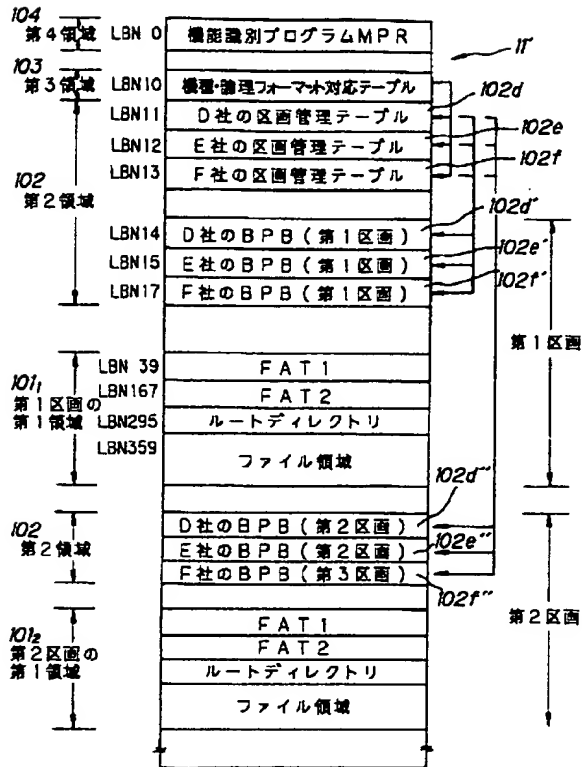 104
第4領域
LBN 0
機能識別プログラムMPR
11'
103
第3領域
LBN10
機種・論理フォーマット対応テーブル
102d
LBN11
D社の区画管理テーブル
102e
LBN12
E社の区画管理テーブル
102f
LBN13
F社の区画管理テーブル
102
第2領域
102d'
LBN14
D社のBPB(第1区画)
102e'
LBN15
E社のBPB(第1区画)
102f'
LBN17
F社のBPB(第1区画)
第1区画
LBN 39
FAT1
101₁
第1区画の
第1領域
LBN167
FAT2
LBN295
ルートディレクトリ
LBN359
ファイル領域
102d''
102
第2領域
D社のBPB(第2区画)
102e''
E社のBPB(第2区画)
F社のBPB(第3区画)
102f''
第2区画
FAT1
101₂
第2区画の
第1領域
FAT2
ルートディレクトリ
ファイル領域